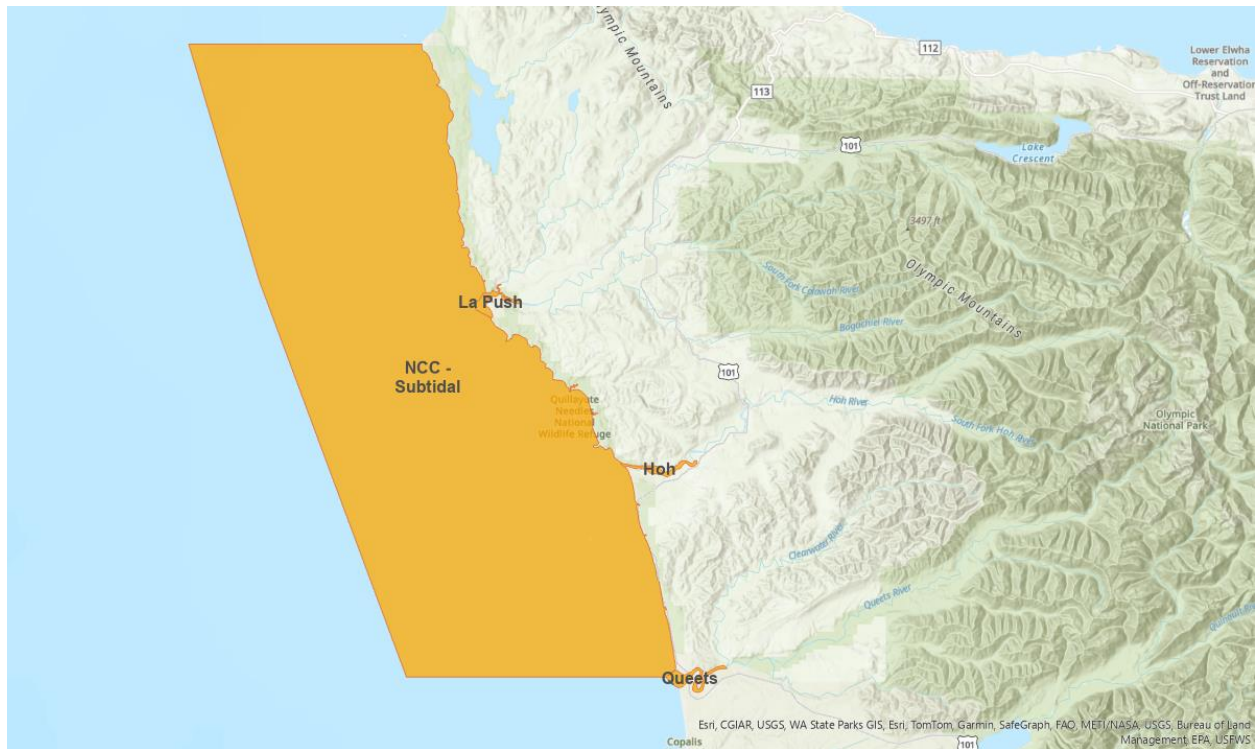 Olympic Mountains
112
Lower Elwha
Reservation
and
Off-Reservation
Trust Land
113
101
Lake
Crescent
3497 ft
Olympic Mountains
South Fork Calawah River
La Push
Bogachiel River
NCC -
Subtidal
101
Quillayute
Needles
National
Wildlife Refuge
Hoh River
South Fork Hoh River
Olympic
National Park
Hoh
Clearwater River
Queets River
Quinault Ri
Queets
Esri, CGIAR, USGS, WA State Parks GIS, Esri, TomTom, Garmin, SafeGraph, FAO, METI/NASA, USGS, Bureau of Land
Management, EPA, USFWS
Copalis
101